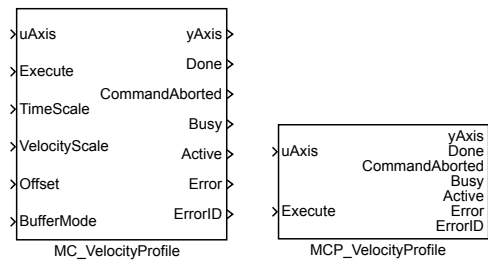 uAxis
Execute
TimeScale
VelocityScale
Offset
BufferMode
yAxis
Done
CommandAborted
Busy
Active
Error
ErrorID
MC_VelocityProfile
uAxis
Execute
yAxis
Done
CommandAborted
Busy
Active
Error
ErrorID
MCP_VelocityProfile